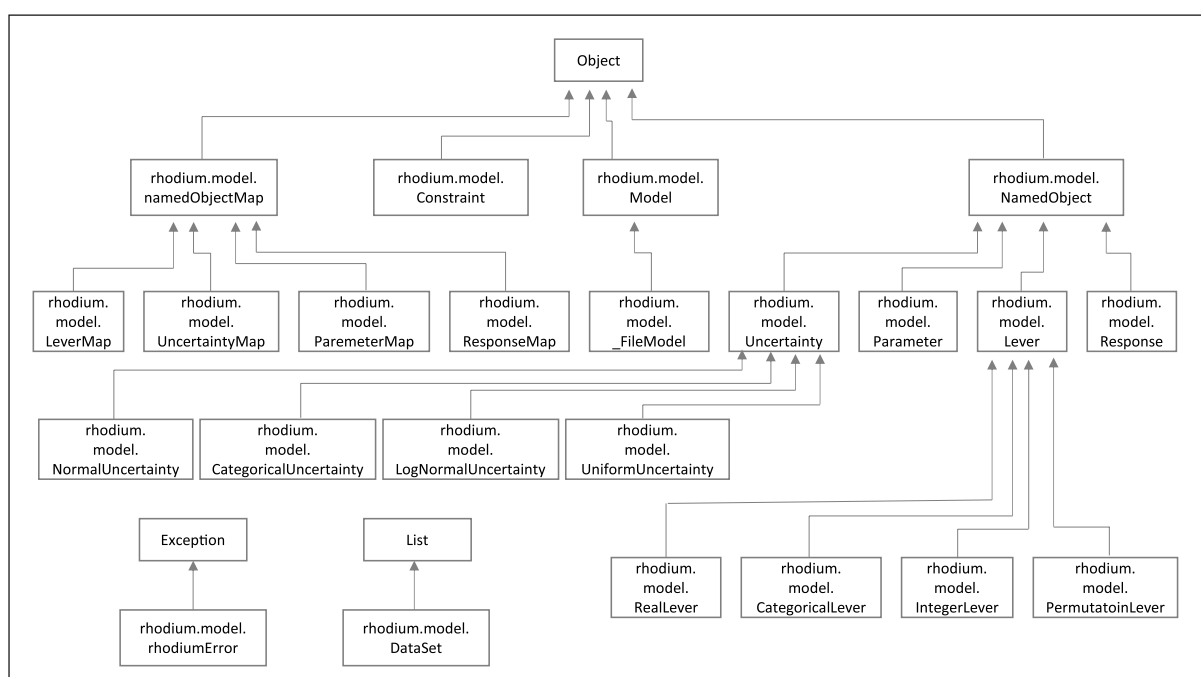 Object
rhodium.model.
namedObjectMap
rhodium.model.
Constraint
rhodium.model.
Model
rhodium.model.
NamedObject
rhodium.
model.
LeverMap
rhodium.
model.
UncertaintyMap
rhodium.
model.
ParemeterMap
rhodium.
model.
ResponseMap
rhodium.
model.
_FileModel
rhodium.
model.
Uncertainty
rhodium.
model.
Parameter
rhodium.
model.
Lever
rhodium.
model.
Response
rhodium.
model.
NormalUncertainty
rhodium.
model.
CategoricalUncertainty
rhodium.
model.
LogNormalUncertainty
rhodium.
model.
UniformUncertainty
Exception
List
rhodium.
model.
RealLever
rhodium.
model.
CategoricalLever
rhodium.
model.
IntegerLever
rhodium.
model.
PermutatoinLever
rhodium.model.
rhodiumError
rhodium.model.
DataSet